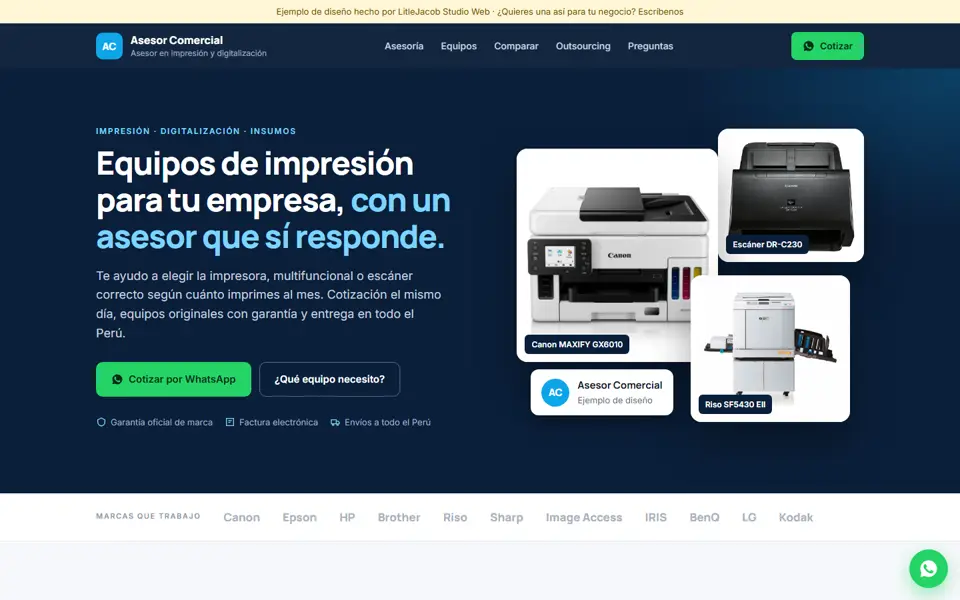 Ejemplo de diseño hecho por LitleJacob Studio Web · ¿Quieres una así para tu negocio? Escríbenos
AC
Asesor Comercial
Asesor en impresión y digitalización
Asesoría
Equipos
Comparar
Outsourcing
Preguntas
Cotizar
IMPRESIÓN · DIGITALIZACIÓN · INSUMOS
Equipos de impresión
para tu empresa, con un
asesor que sí responde.
Te ayudo a elegir la impresora, multifuncional o escáner
correcto según cuánto imprimes al mes. Cotización el mismo
día, equipos originales con garantía y entrega en todo el
Perú.
Cotizar por WhatsApp
¿Qué equipo necesito?
Garantía oficial de marca
Factura electrónica
Envíos a todo el Perú
Canon
Canon MAXIFY GX6010
Escáner DR-C230
Riso SF5430 EII
AC
Asesor Comercial
Ejemplo de diseño
MARCAS QUE TRABAJO
Canon
Epson
HP
Brother
Riso
Sharp
Image Access
IRIS
BenQ
LG
Kodak